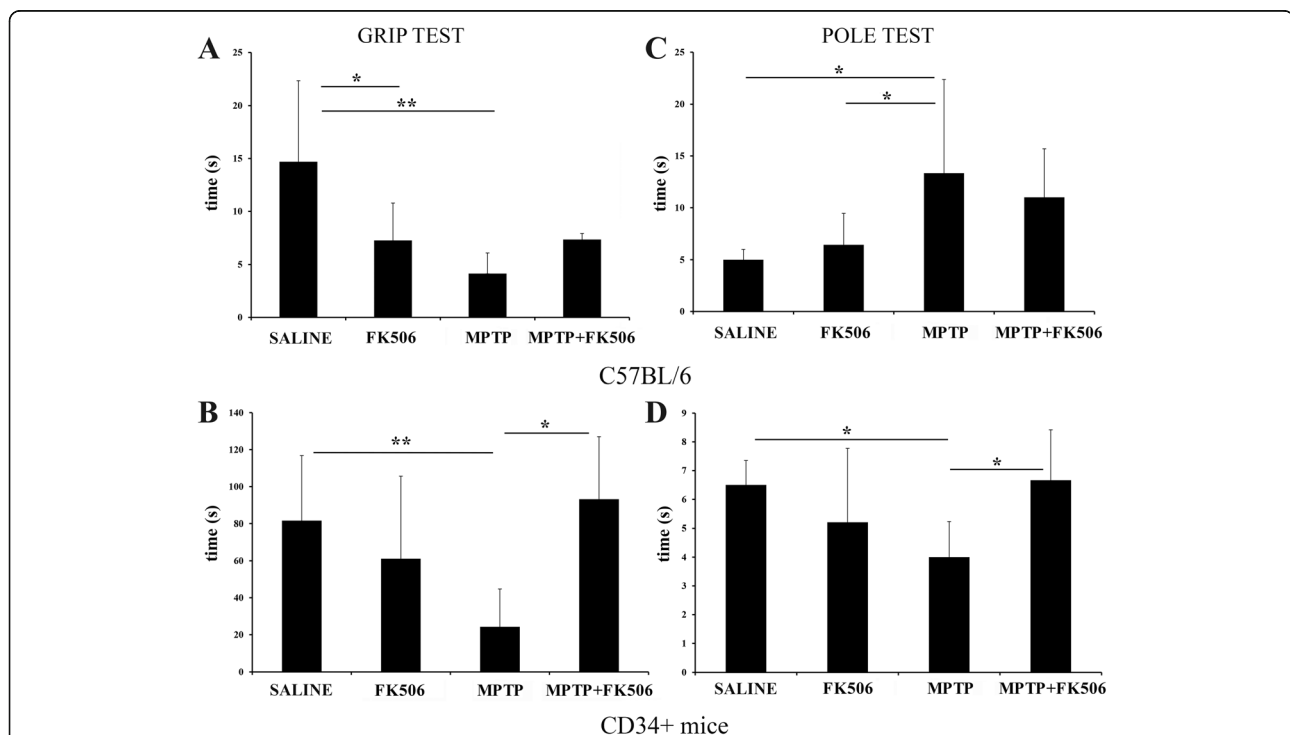 GRIP TEST
POLE TEST
A
25
20
15
10
5
0
time (s)
*
**
SALINE FK506 MPTP MPTP+FK506
C
25
20
15
10
5
0
time (s)
*
*
SALINE FK506 MPTP MPTP+FK506
C57BL/6
B
140
120
100
80
60
40
20
0
time (s)
**
*
SALINE FK506 MPTP MPTP+FK506
D
9
8
7
6
5
4
3
2
1
0
time (s)
*
*
SALINE FK506 MPTP MPTP+FK506
CD34+ mice